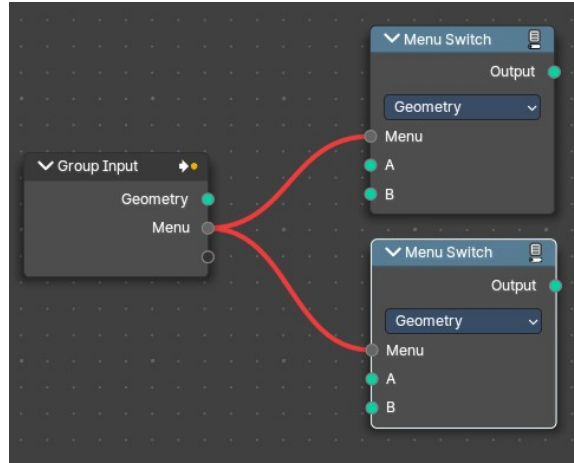 Menu Switch
Output
Geometry
Menu
A
B
Group Input
Geometry
Menu
Menu Switch
Output
Geometry
Menu
A
B